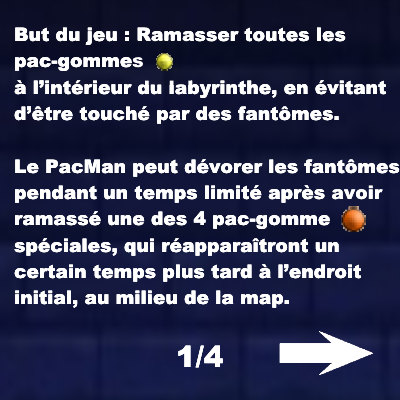 But du jeu : Ramasser toutes les
pac-gommes
à l'intérieur du labyrinthe, en évitant
d'être touché par des fantômes.
Le PacMan peut dévorer les fantômes
pendant un temps limité après avoir
ramassé une des 4 pac-gomme
spéciales, qui réapparaîtront un
certain temps plus tard à l'endroit
initial, au milieu de la map.
1/4